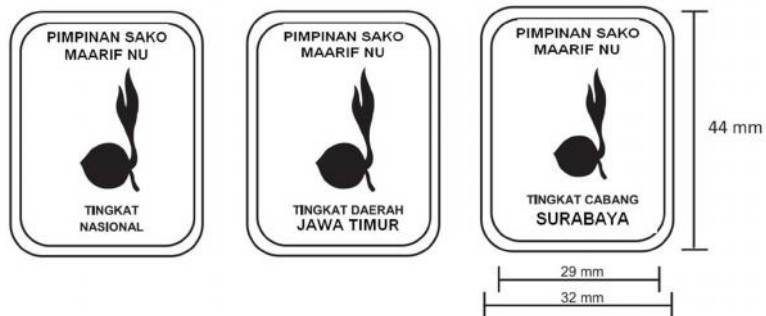 PIMPINAN SAKO
MAARIF NU
TINGKAT
NASIONAL
PIMPINAN SAKO
MAARIF NU
TINGKAT DAERAH
JAWA TIMUR
PIMPINAN SAKO
MAARIF NU
TINGKAT CABANG
SURABAYA
44 mm
29 mm
32 mm